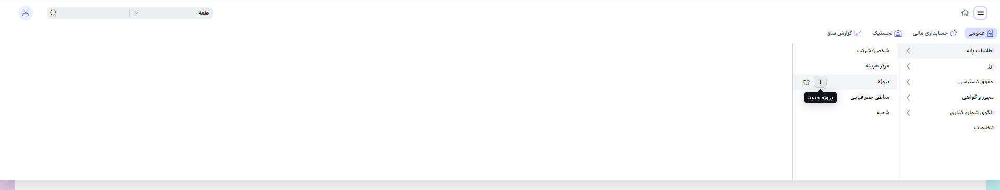 همه
عمومی
حسابداری مالی
لجستیک
گزارش ساز
اطلاعات پایه
ارز
حقوق دسترسی
مجوز و گواهی
الگوی شماره گذاری
تنظیمات
شخص/شرکت
مرکز هزینه
پروژه
پروژه جدید
مناطق جغرافیایی
شعبه